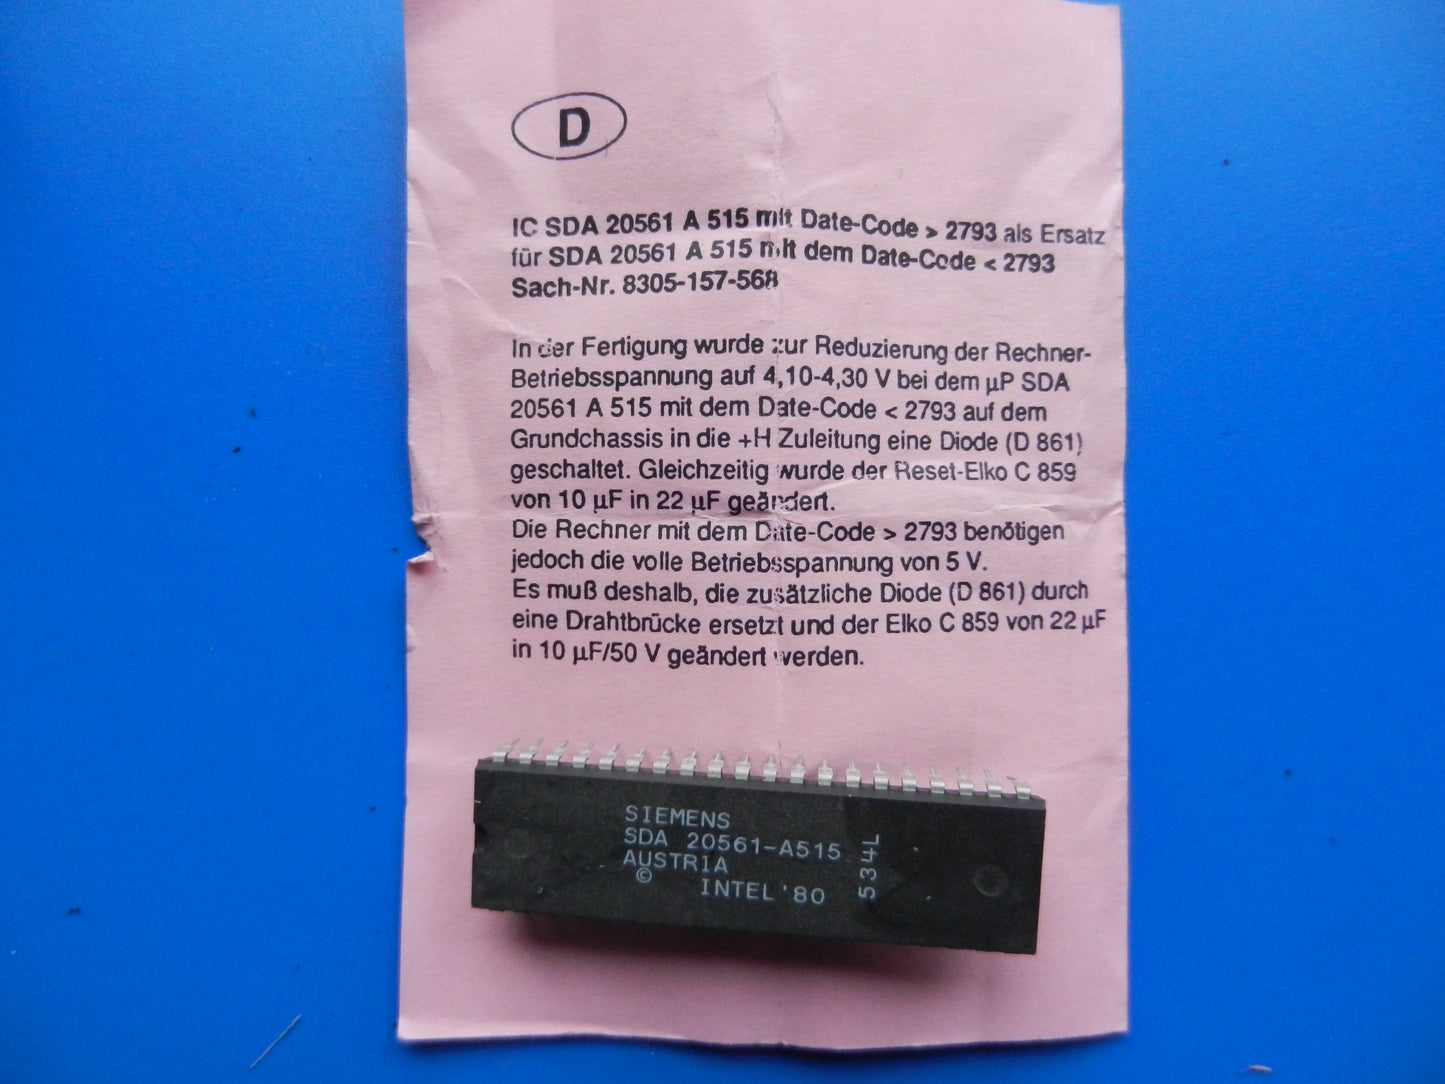 D
IC SDA 20561 A 515 mit Date-Code > 2793 als Ersatz
für SDA 20561 A 515 mit dem Date-Code < 2793
Sach-Nr. 8305-157-568
In der Fertigung wurde zur Reduzierung der Rechner-
Betriebsspannung auf 4,10-4,30 V bei dem µP SDA
20561 A 515 mit dem Date-Code < 2793 auf dem
Grundchassis in die +H Zuleitung eine Diode (D 861)
geschaltet. Gleichzeitig wurde der Reset-Elko C 859
von 10 µF in 22 µF geändert.
Die Rechner mit dem Date-Code > 2793 benötigen
jedoch die volle Betriebsspannung von 5 V.
Es muß deshalb, die zusätzliche Diode (D 861) durch
eine Drahtbrücke ersetzt und der Elko C 859 von 22 µF
in 10 µF/50 V geändert werden.
SIEMENS
SDA 20561-A515
AUSTRIA
© INTEL '80
534L